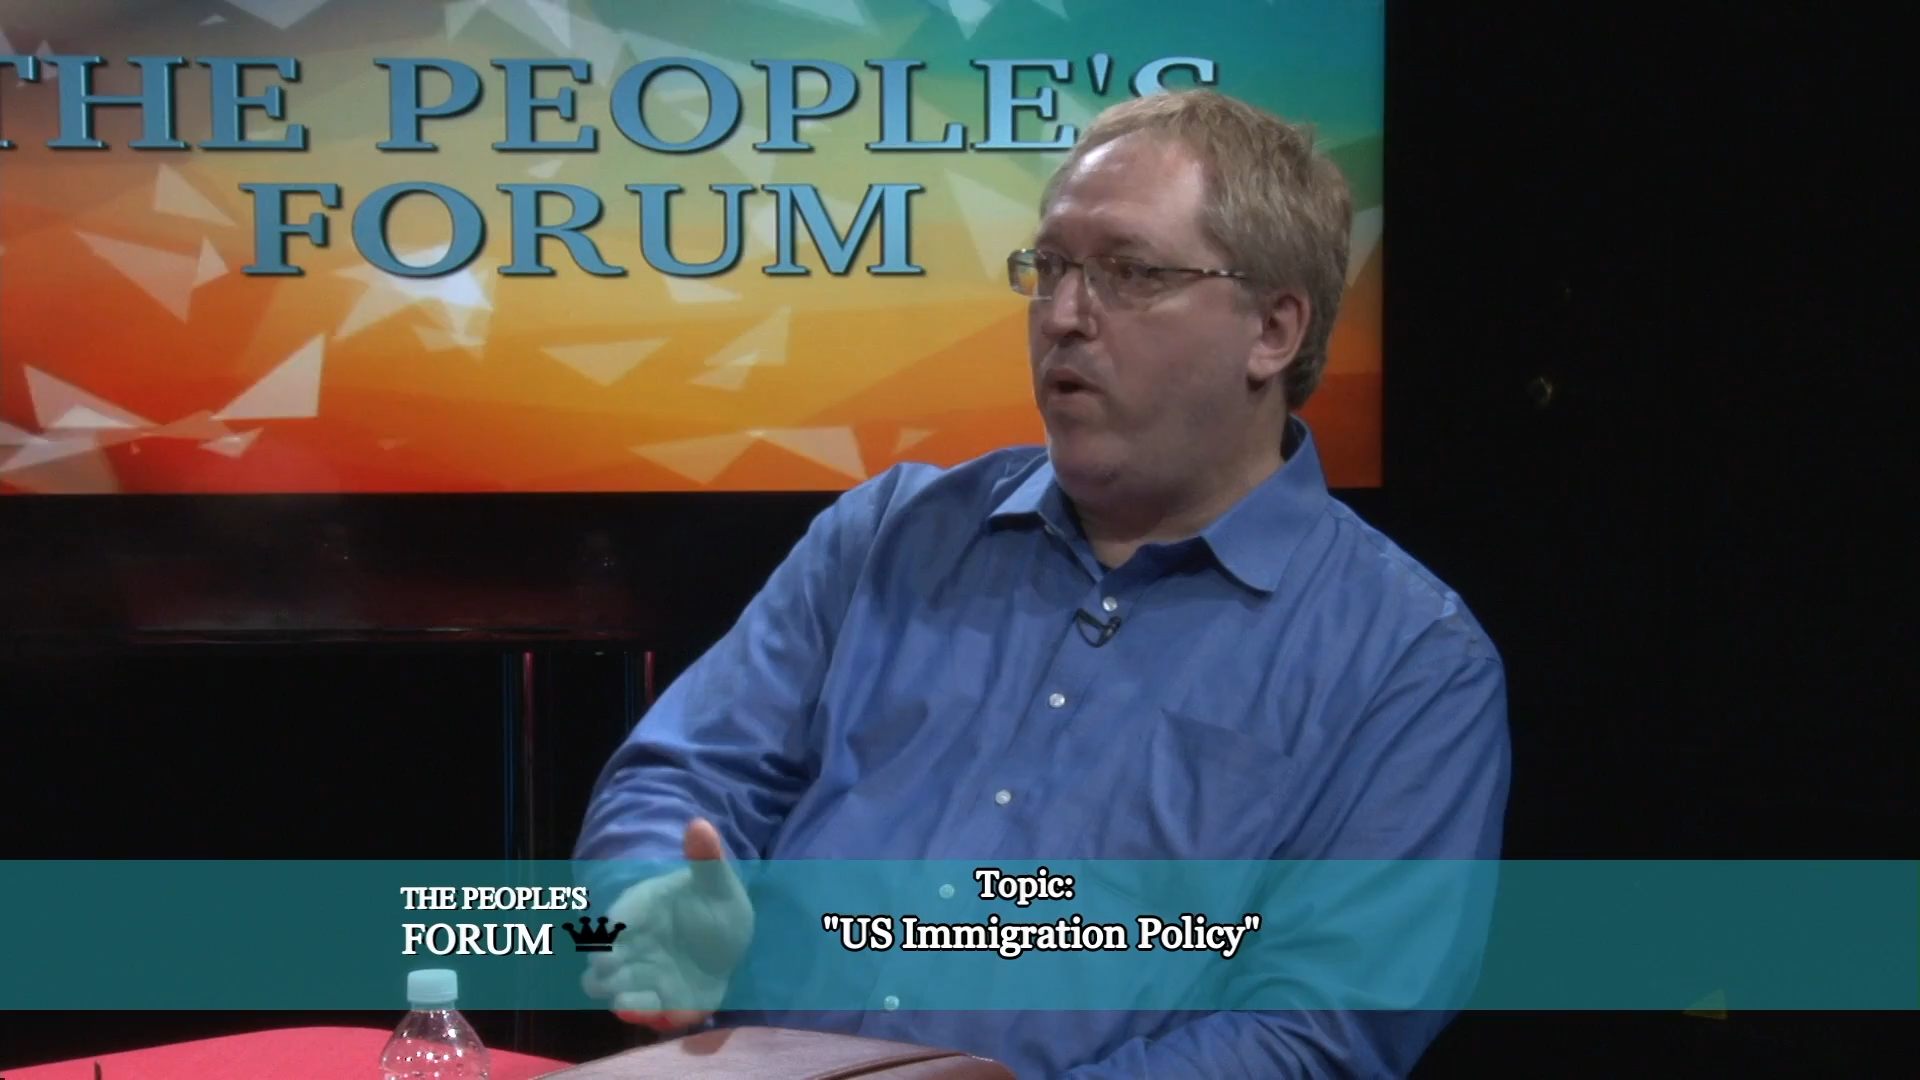 THE PEOPLE'S
FORUM
THE PEOPLE'S
FORUM
Topic:
"US Immigration Policy"